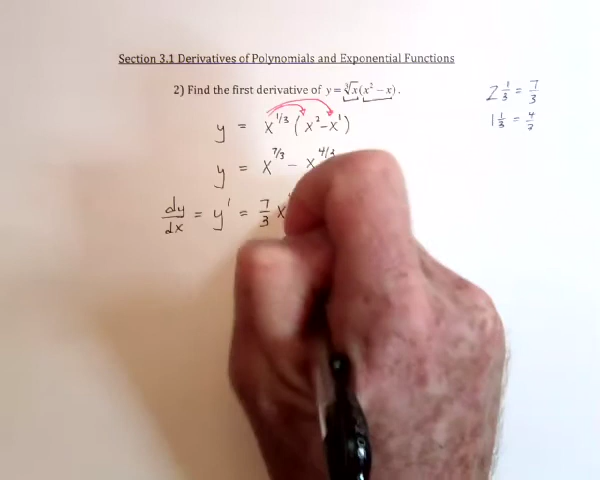 Section 3.1 Derivatives of Polynomials and Exponential Functions
2) Find the first derivative of y = ∛x(x² − x).
2 1/3 = 7/3
1 1/3 = 4/3
y = x^1/3 (x² − x¹)
y = x^7/3 − x^4/3
dy/dx = y' = 7/3 x